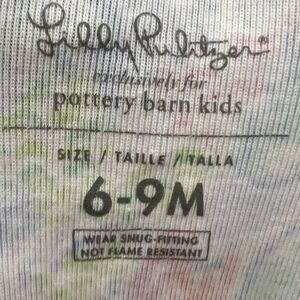 Lilly Pulitzer®
exclusively for
pottery barn kids
SIZE / TAILLE / TALLA
6-9M
WEAR SNUG-FITTING
NOT FLAME RESISTANT